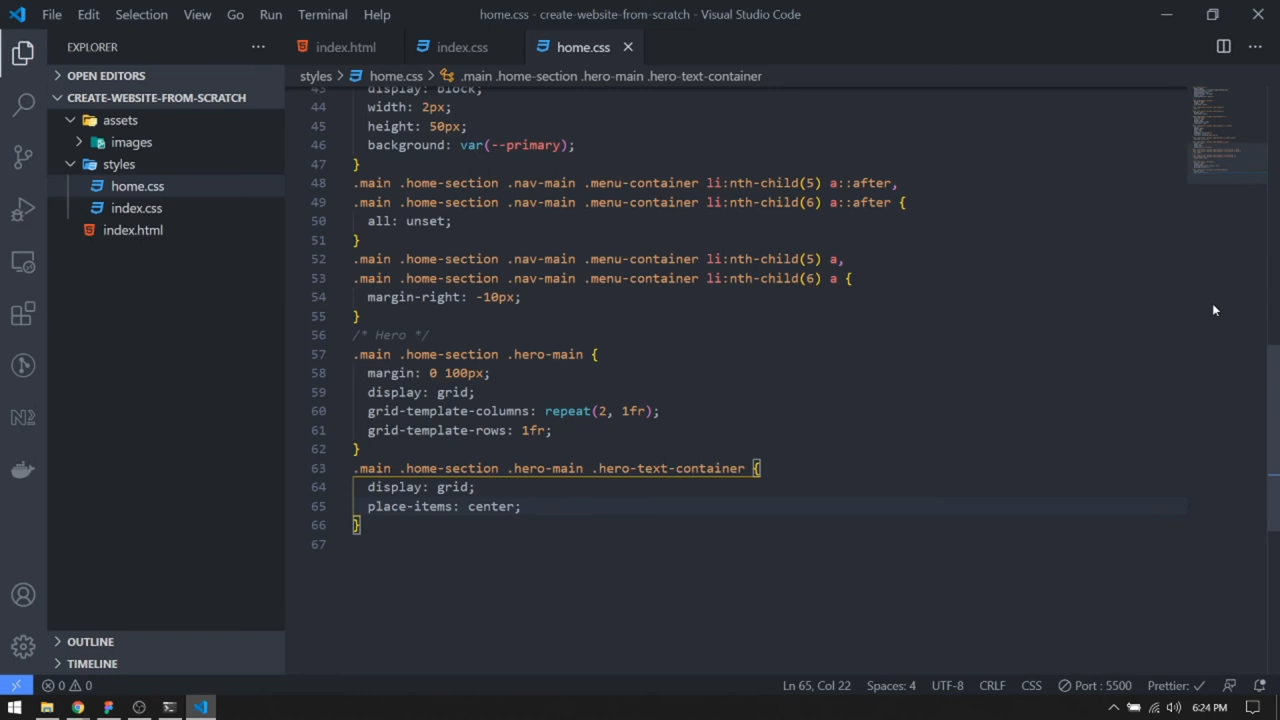 File Edit Selection View Go Run Terminal Help
home.css - create-website-from-scratch - Visual Studio Code
EXPLORER
index.html
index.css
home.css
OPEN EDITORS
CREATE-WEBSITE-FROM-SCRATCH
assets
images
styles
home.css
index.css
index.html
OUTLINE
TIMELINE
styles > home.css > .main .home-section .hero-main .hero-text-container
43 display: block;
44 width: 2px;
45 height: 50px;
46 background: var(--primary);
47 }
48 .main .home-section .nav-main .menu-container li:nth-child(5) a::after,
49 .main .home-section .nav-main .menu-container li:nth-child(6) a::after {
50 all: unset;
51 }
52 .main .home-section .nav-main .menu-container li:nth-child(5) a,
53 .main .home-section .nav-main .menu-container li:nth-child(6) a {
54 margin-right: -10px;
55 }
56 /* Hero */
57 .main .home-section .hero-main {
58 margin: 0 100px;
59 display: grid;
60 grid-template-columns: repeat(2, 1fr);
61 grid-template-rows: 1fr;
62 }
63 .main .home-section .hero-main .hero-text-container {
64 display: grid;
65 place-items: center;
66 }
67
0 0
Ln 65, Col 22 Spaces: 4 UTF-8 CRLF CSS Port : 5500 Prettier: ✓
6:24 PM